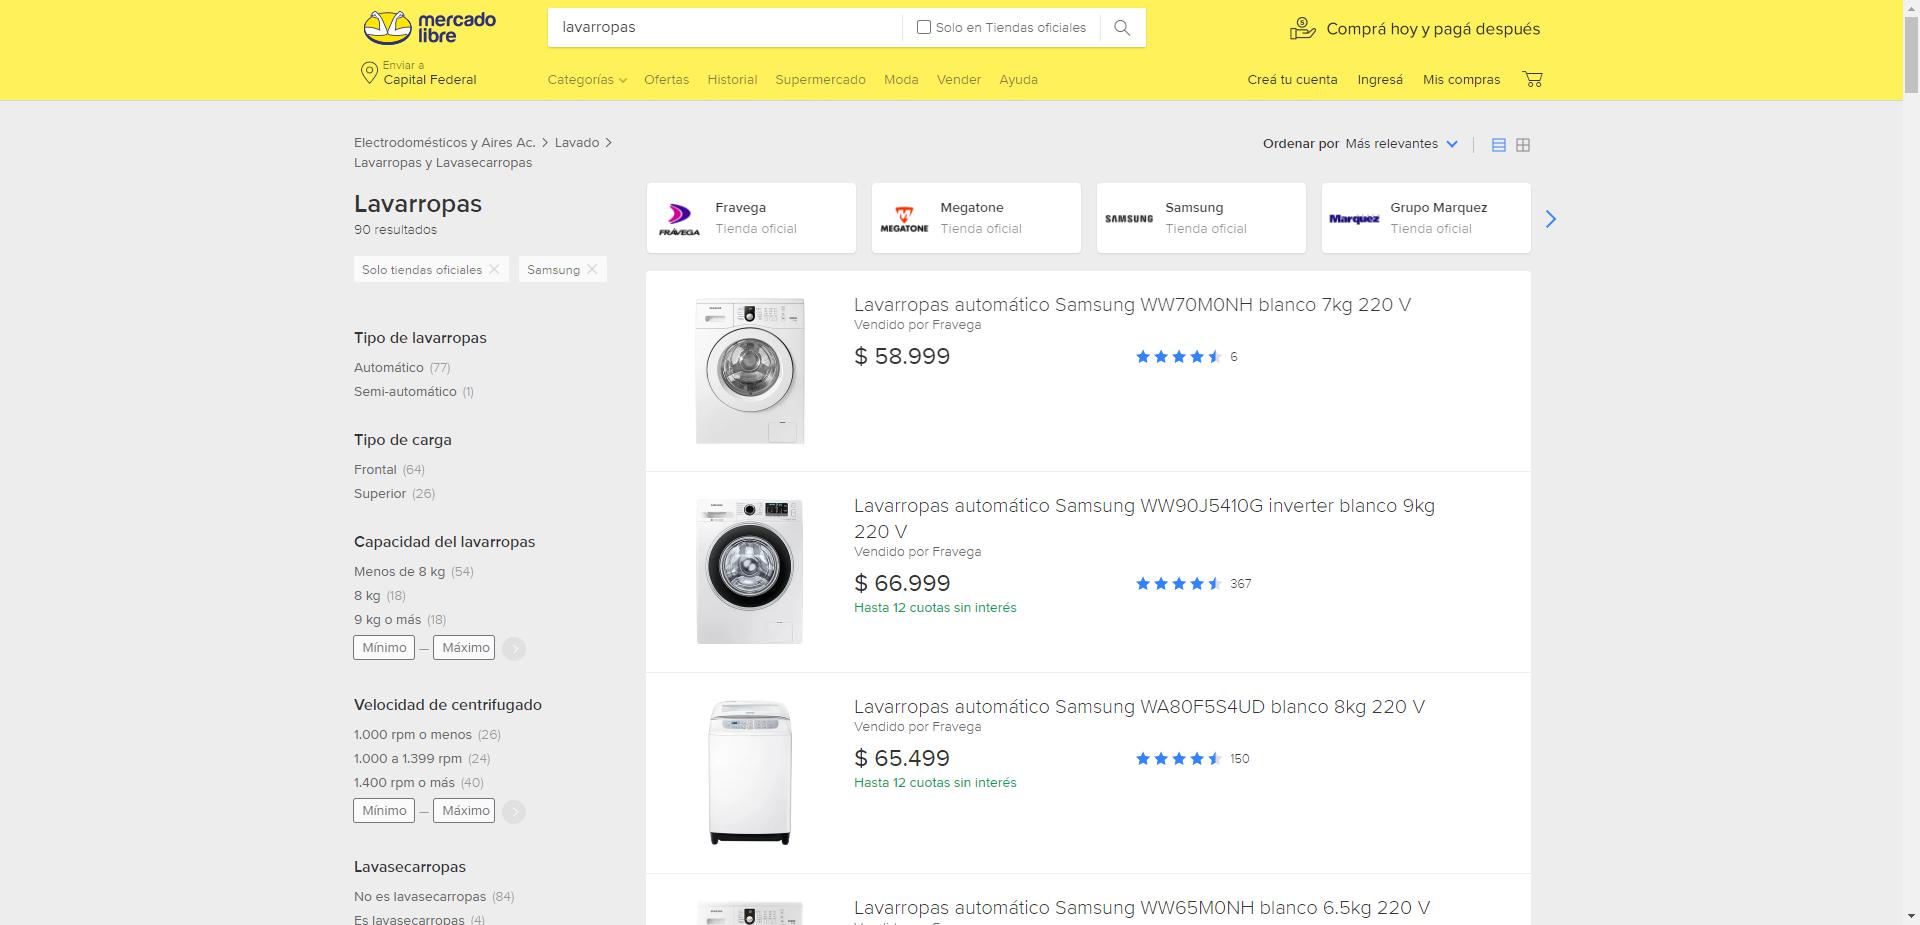 mercado
libre
lavarropas
Solo en Tiendas oficiales
Comprá hoy y pagá después
Enviar a
Capital Federal
Categorías
Ofertas
Historial
Supermercado
Moda
Vender
Ayuda
Creá tu cuenta
Ingresá
Mis compras
Electrodomésticos y Aires Ac. > Lavado >
Lavarropas y Lavasecarropas
Ordenar por Más relevantes
Lavarropas
90 resultados
Solo tiendas oficiales
Samsung
Tipo de lavarropas
Automático (77)
Semi-automático (1)
Tipo de carga
Frontal (64)
Superior (26)
Capacidad del lavarropas
Menos de 8 kg (54)
8 kg (18)
9 kg o más (18)
Mínimo — Máximo
Velocidad de centrifugado
1.000 rpm o menos (26)
1.000 a 1.399 rpm (24)
1.400 rpm o más (40)
Mínimo — Máximo
Lavasecarropas
No es lavasecarropas (84)
Es lavasecarropas (4)
FRAVEGA
Fravega
Tienda oficial
MEGATONE
Megatone
Tienda oficial
SAMSUNG
Samsung
Tienda oficial
Marquez
Grupo Marquez
Tienda oficial
Lavarropas automático Samsung WW70M0NH blanco 7kg 220 V
Vendido por Fravega
$ 58.999
6
Lavarropas automático Samsung WW90J5410G inverter blanco 9kg
220 V
Vendido por Fravega
$ 66.999
367
Hasta 12 cuotas sin interés
Lavarropas automático Samsung WA80F5S4UD blanco 8kg 220 V
Vendido por Fravega
$ 65.499
150
Hasta 12 cuotas sin interés
Lavarropas automático Samsung WW65M0NH blanco 6.5kg 220 V